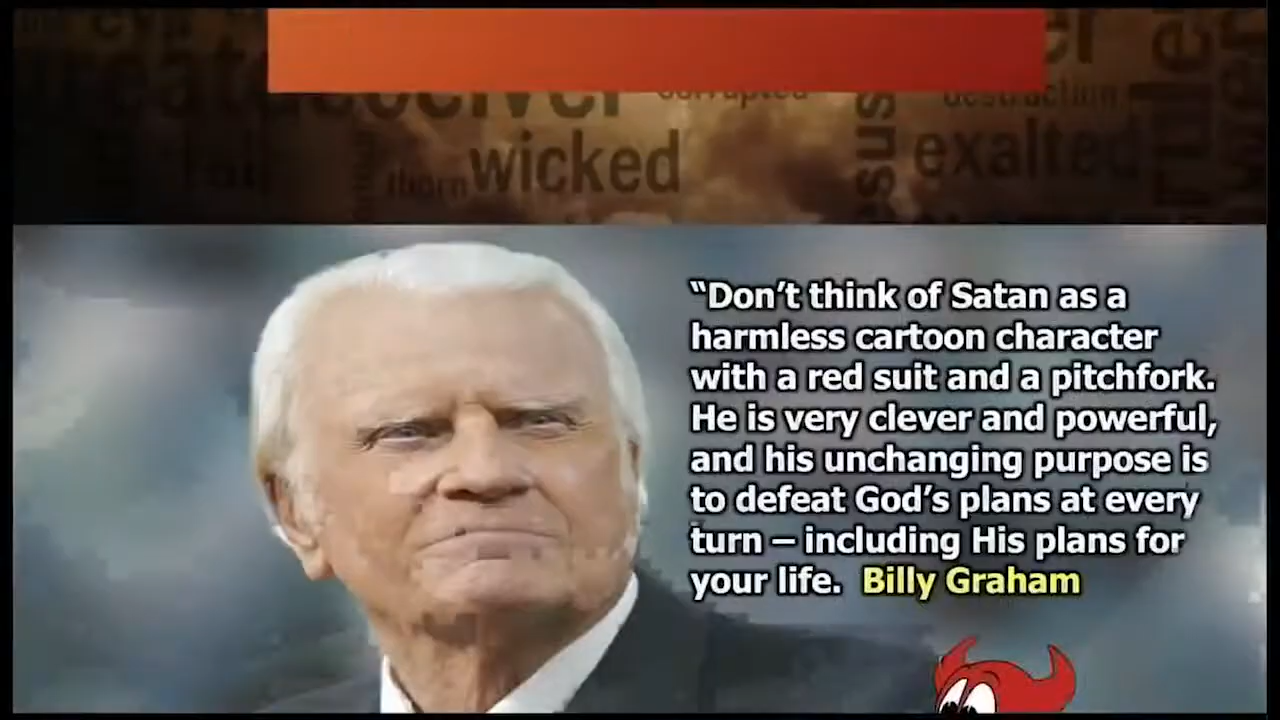 wicked
exalted
corrupted
destruction
thorn
“Don’t think of Satan as a
harmless cartoon character
with a red suit and a pitchfork.
He is very clever and powerful,
and his unchanging purpose is
to defeat God’s plans at every
turn – including His plans for
your life. Billy Graham